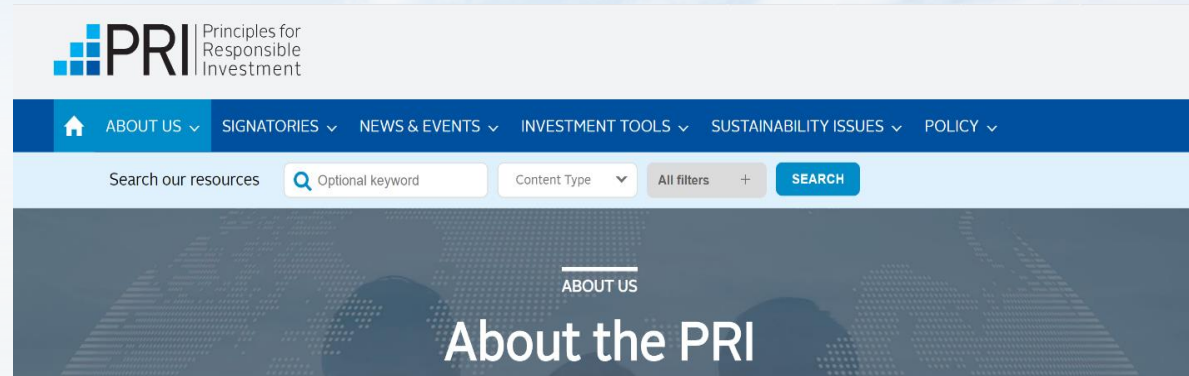 PRI Principles for
Responsible
Investment
ABOUT US SIGNATORIES NEWS & EVENTS INVESTMENT TOOLS SUSTAINABILITY ISSUES POLICY
Search our resources Optional keyword Content Type All filters + SEARCH
ABOUT US
About the PRI